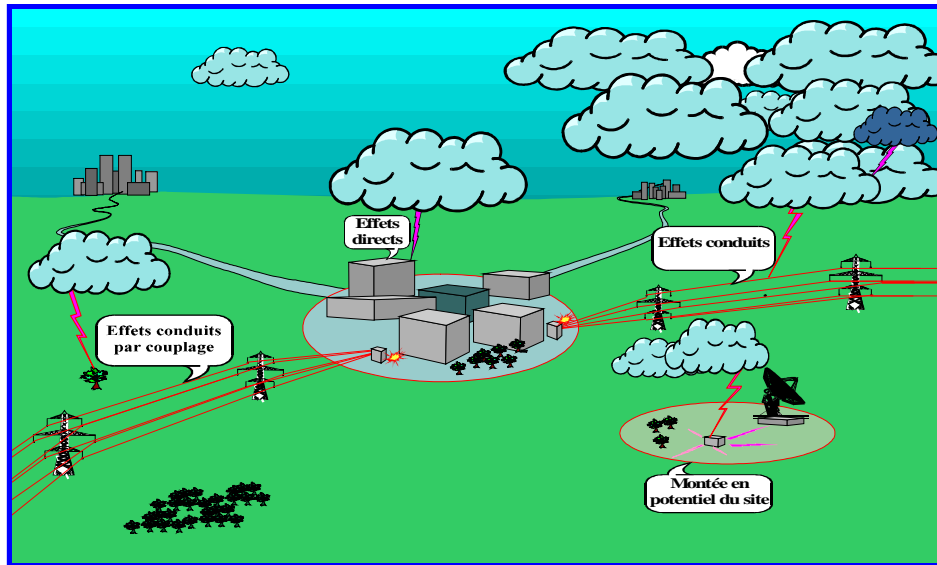 Effets
directs
Effets conduits
Effets conduits
par couplage
Montée en
potentiel du site